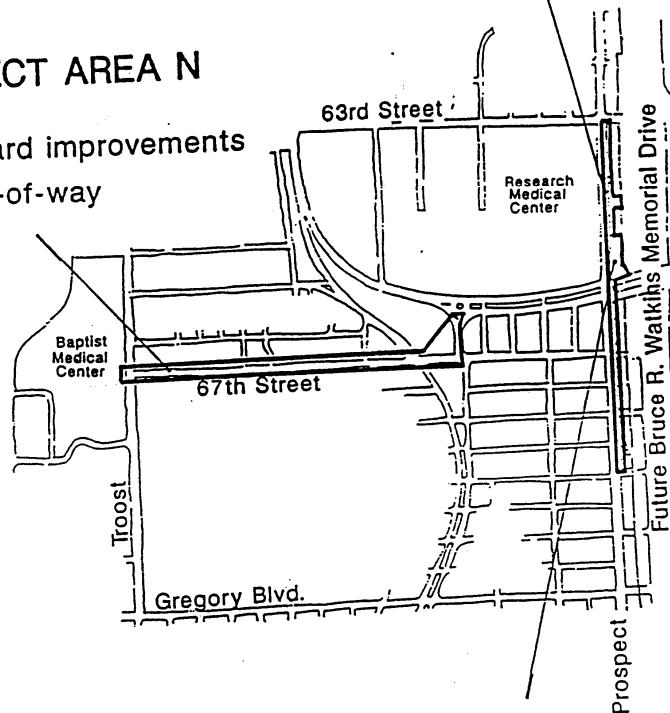 ECT AREA N
ard improvements
-of-way
63rd Street
Research
Medical
Center
Future Bruce R. Watkins Memorial Drive
Baptist
Medical
Center
67th Street
Troost
Gregory Blvd.
Prospect